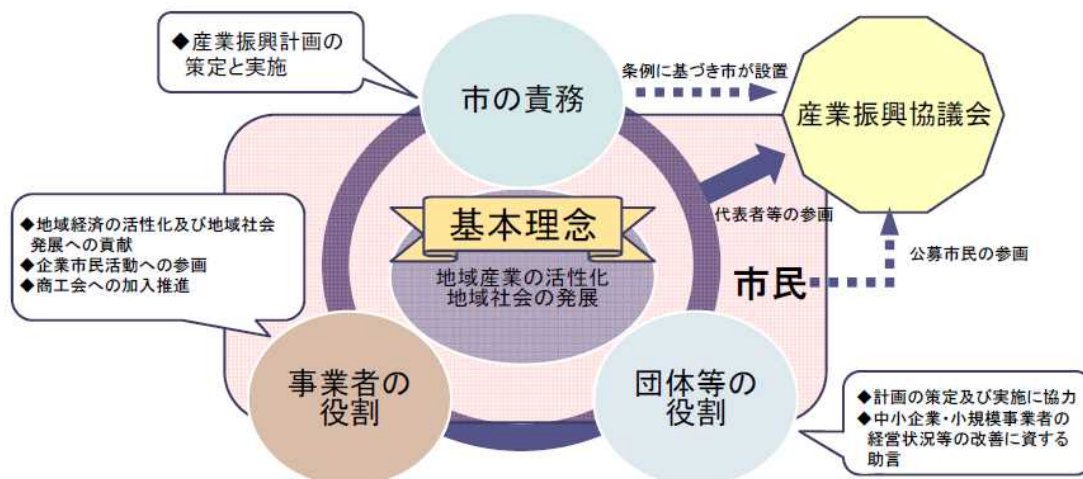 ◆産業振興計画の
策定と実施
市の責務
条例に基づき市が設置
産業振興協議会
代表者等の参画
公募市民の参画
市民
基本理念
地域産業の活性化
地域社会の発展
◆地域経済の活性化及び地域社会
発展への貢献
◆企業市民活動への参画
◆商工会への加入推進
事業者の
役割
団体等の
役割
◆計画の策定及び実施に協力
◆中小企業・小規模事業者の
経営状況等の改善に資する
助言